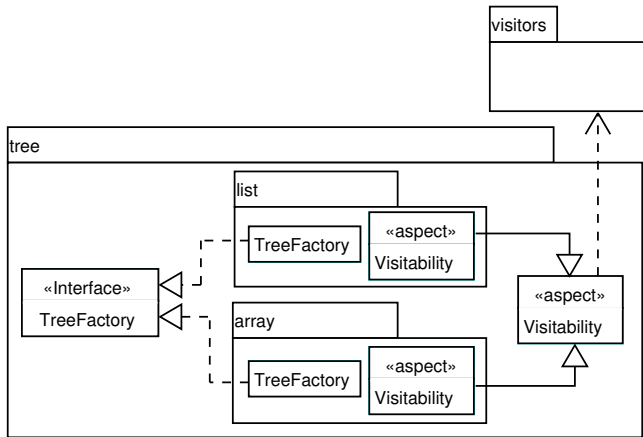 visitors
tree
list
TreeFactory
«aspect»
Visitability
«Interface»
TreeFactory
«aspect»
Visitability
array
TreeFactory
«aspect»
Visitability